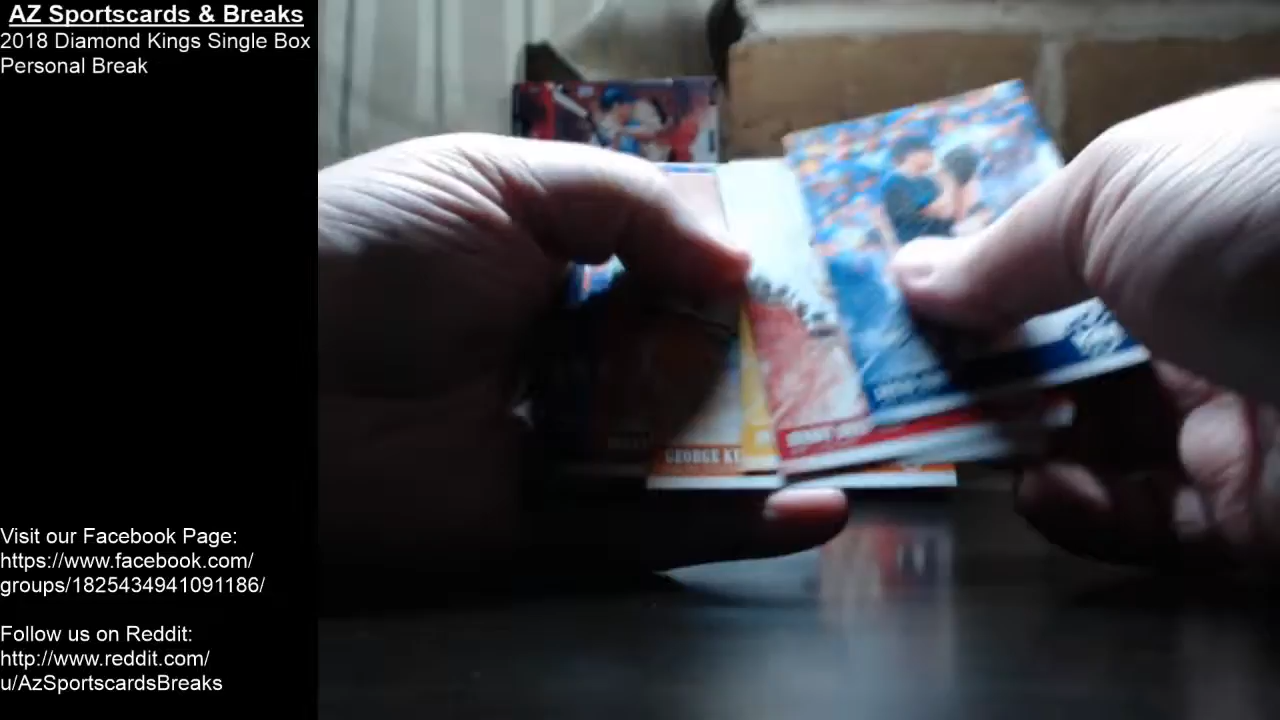 AZ Sportscards & Breaks
2018 Diamond Kings Single Box
Personal Break
Visit our Facebook Page:
https://www.facebook.com/
groups/1825434941091186/
Follow us on Reddit:
http://www.reddit.com/
u/AzSportscardsBreaks
GEORGE